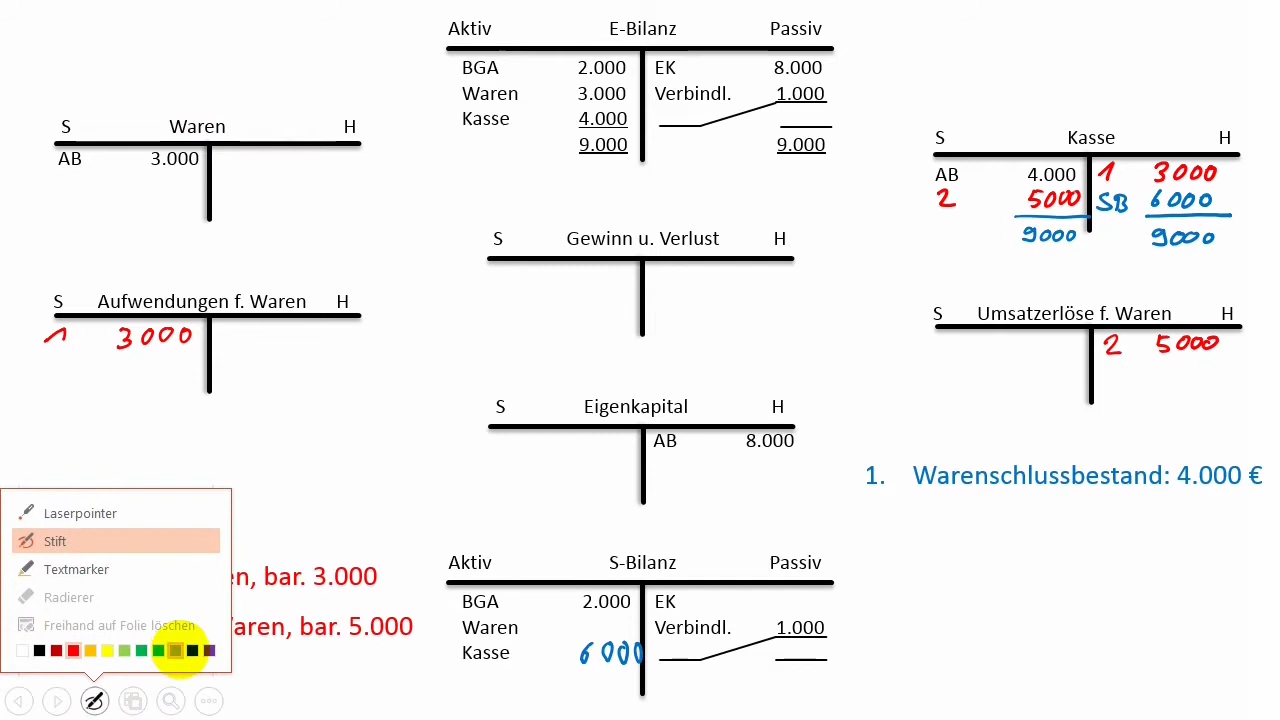 Aktiv E-Bilanz Passiv
BGA 2.000 EK 8.000
Waren 3.000 Verbindl. 1.000
Kasse 4.000
9.000 9.000
S Waren H
AB 3.000
S Kasse H
AB 4.000 1 3000
2 5000 SB 6000
9000 9000
S Gewinn u. Verlust H
S Aufwendungen f. Waren H
1 3000
S Umsatzerlöse f. Waren H
2 5000
S Eigenkapital H
AB 8.000
1. Warenschlussbestand: 4.000 €
Laserpointer
Stift
Textmarker
Radierer
Freihand auf Folie löschen
en, bar. 3.000
Waren, bar. 5.000
Aktiv S-Bilanz Passiv
BGA 2.000 EK
Waren Verbindl. 1.000
Kasse 6000